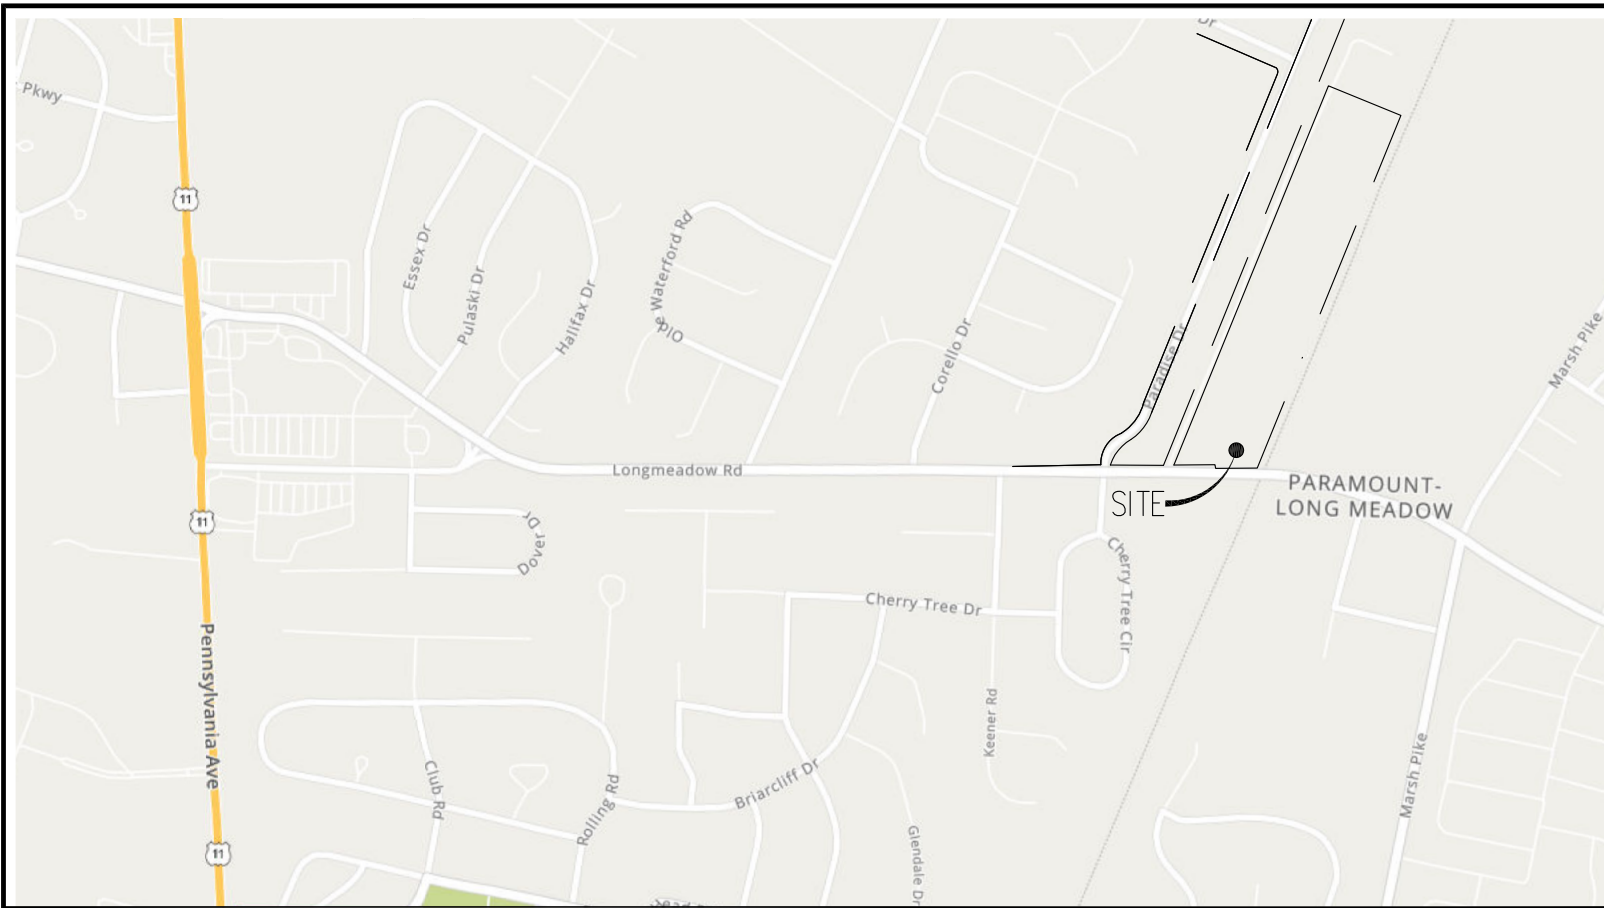 Dr
Pkwy
11
Essex Dr
Pulaski Dr
Halifax Dr
Olde Waterford Rd
Corello Dr
Paradise Dr
Marsh Pike
Longmeadow Rd
SITE
PARAMOUNT-
LONG MEADOW
11
Dover Dr
Cherry Tree Dr
Cherry Tree Cir
Pennsylvania Ave
Keener Rd
Club Rd
Rolling Rd
Briarcliff Dr
Marsh Pike
Glendale Dr
11